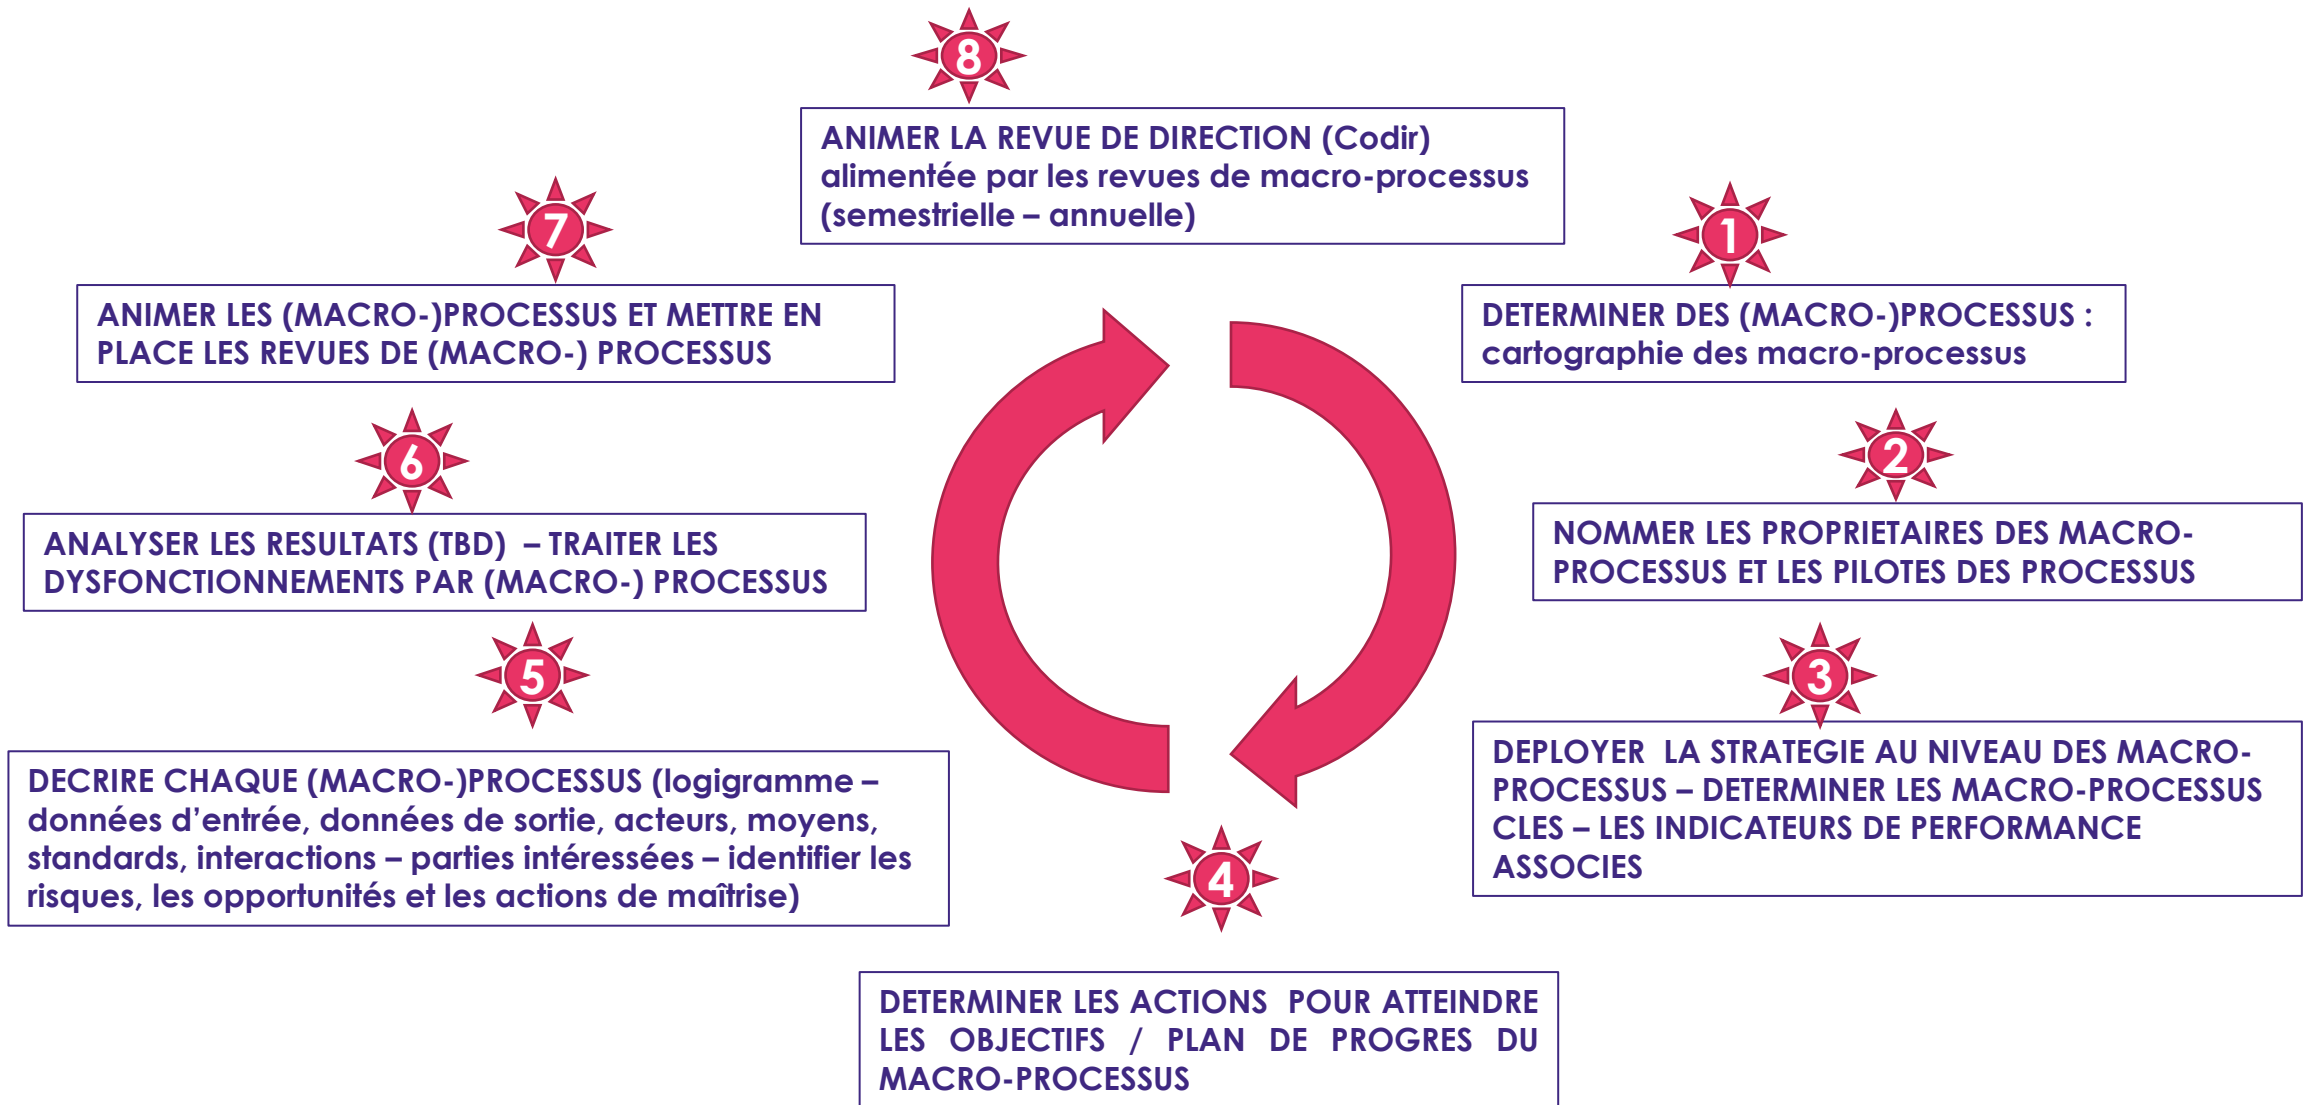 8
ANIMER LA REVUE DE DIRECTION (Codir)
alimentée par les revues de macro-processus
(semestrielle – annuelle)
7
ANIMER LES (MACRO-)PROCESSUS ET METTRE EN
PLACE LES REVUES DE (MACRO-) PROCESSUS
1
DETERMINER DES (MACRO-)PROCESSUS :
cartographie des macro-processus
6
ANALYSER LES RESULTATS (TBD) – TRAITER LES
DYSFONCTIONNEMENTS PAR (MACRO-) PROCESSUS
2
NOMMER LES PROPRIETAIRES DES MACRO-
PROCESSUS ET LES PILOTES DES PROCESSUS
5
DECRIRE CHAQUE (MACRO-)PROCESSUS (logigramme –
données d’entrée, données de sortie, acteurs, moyens,
standards, interactions – parties intéressées – identifier les
risques, les opportunités et les actions de maîtrise)
3
DEPLOYER LA STRATEGIE AU NIVEAU DES MACRO-
PROCESSUS – DETERMINER LES MACRO-PROCESSUS
CLES – LES INDICATEURS DE PERFORMANCE
ASSOCIES
4
DETERMINER LES ACTIONS POUR ATTEINDRE
LES OBJECTIFS / PLAN DE PROGRES DU
MACRO-PROCESSUS